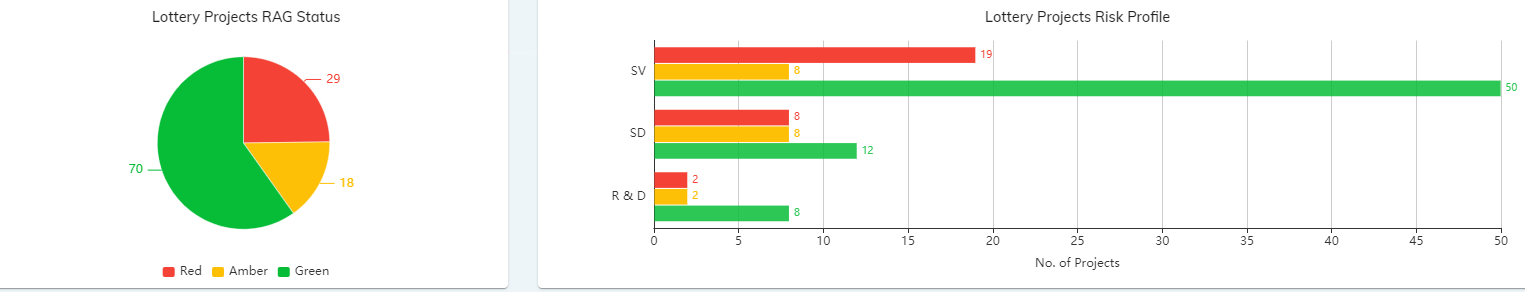 Lottery Projects RAG Status
29
18
70
Red Amber Green
Lottery Projects Risk Profile
SV
19
8
50
SD
8
8
12
R & D
2
2
8
0 5 10 15 20 25 30 35 40 45 50
No. of Projects